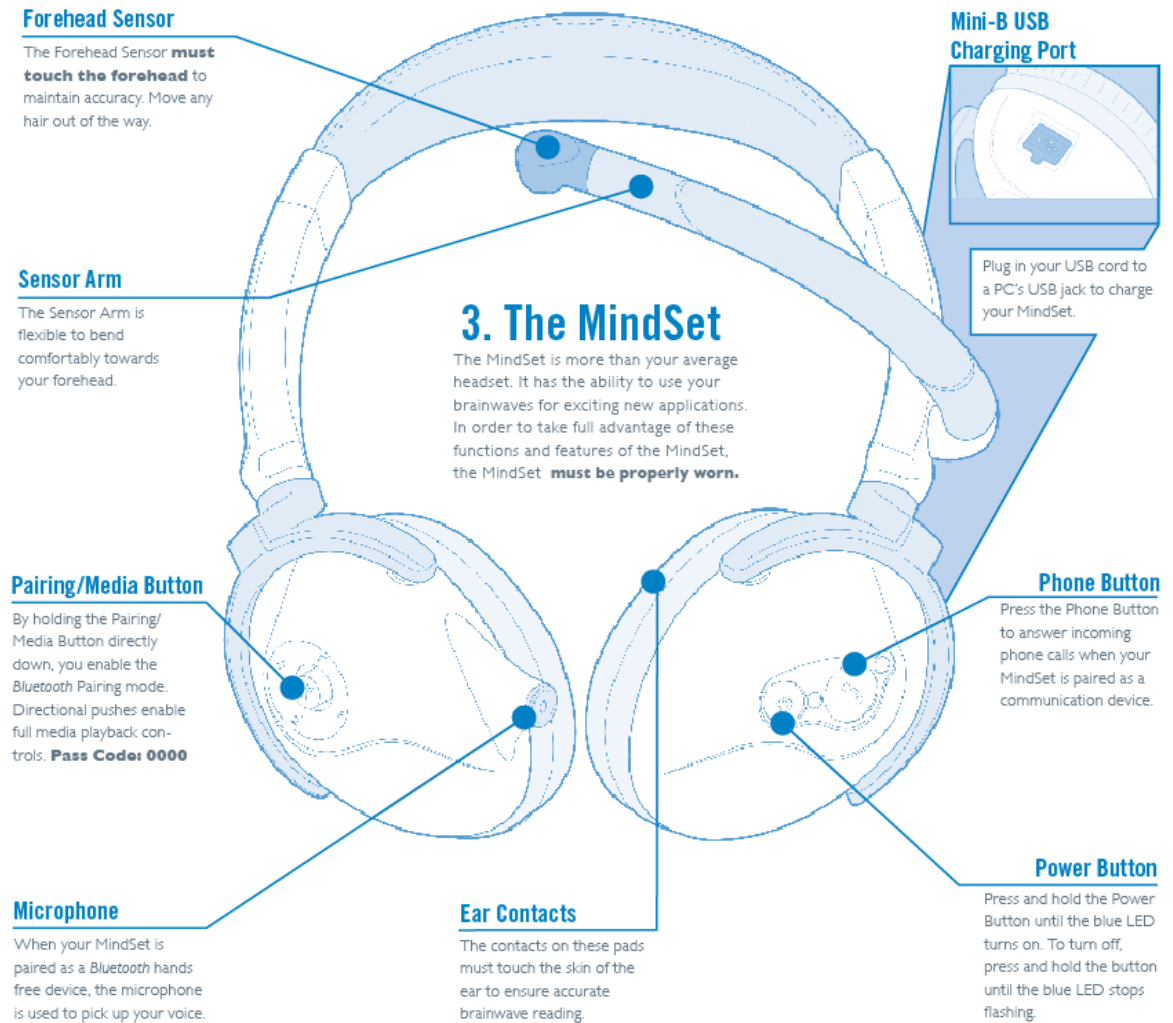 Forehead Sensor
The Forehead Sensor must
touch the forehead to
maintain accuracy. Move any
hair out of the way.
Mini-B USB
Charging Port
Plug in your USB cord to
a PC's USB jack to charge
your MindSet.
Sensor Arm
The Sensor Arm is
flexible to bend
comfortably towards
your forehead.
3. The MindSet
The MindSet is more than your average
headset. It has the ability to use your
brainwaves for exciting new applications.
In order to take full advantage of these
functions and features of the MindSet,
the MindSet must be properly worn.
Pairing/Media Button
By holding the Pairing/
Media Button directly
down, you enable the
Bluetooth Pairing mode.
Directional pushes enable
full media playback con-
trols. Pass Code: 0000
Phone Button
Press the Phone Button
to answer incoming
phone calls when your
MindSet is paired as a
communication device.
Microphone
When your MindSet is
paired as a Bluetooth hands
free device, the microphone
is used to pick up your voice.
Ear Contacts
The contacts on these pads
must touch the skin of the
ear to ensure accurate
brainwave reading.
Power Button
Press and hold the Power
Button until the blue LED
turns on. To turn off,
press and hold the button
until the blue LED stops
flashing.